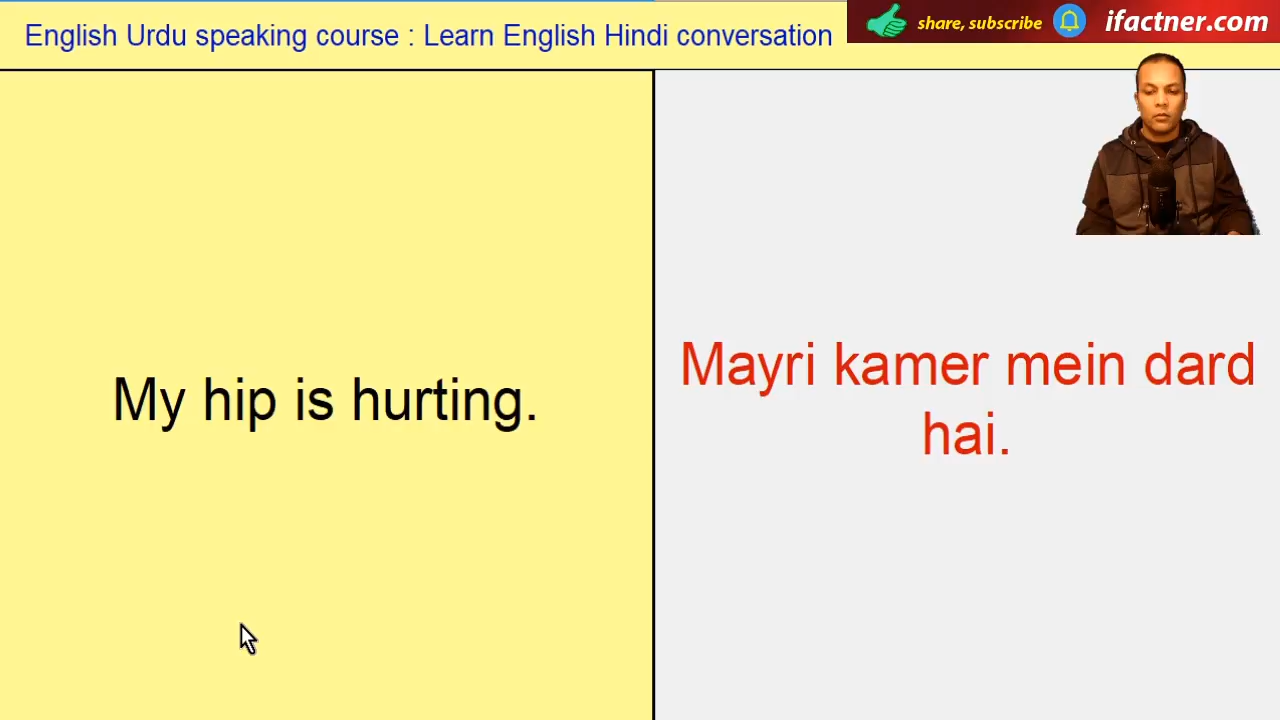 English Urdu speaking course : Learn English Hindi conversation
share, subscribe
ifactner.com
My hip is hurting.
Mayri kamer mein dard
hai.